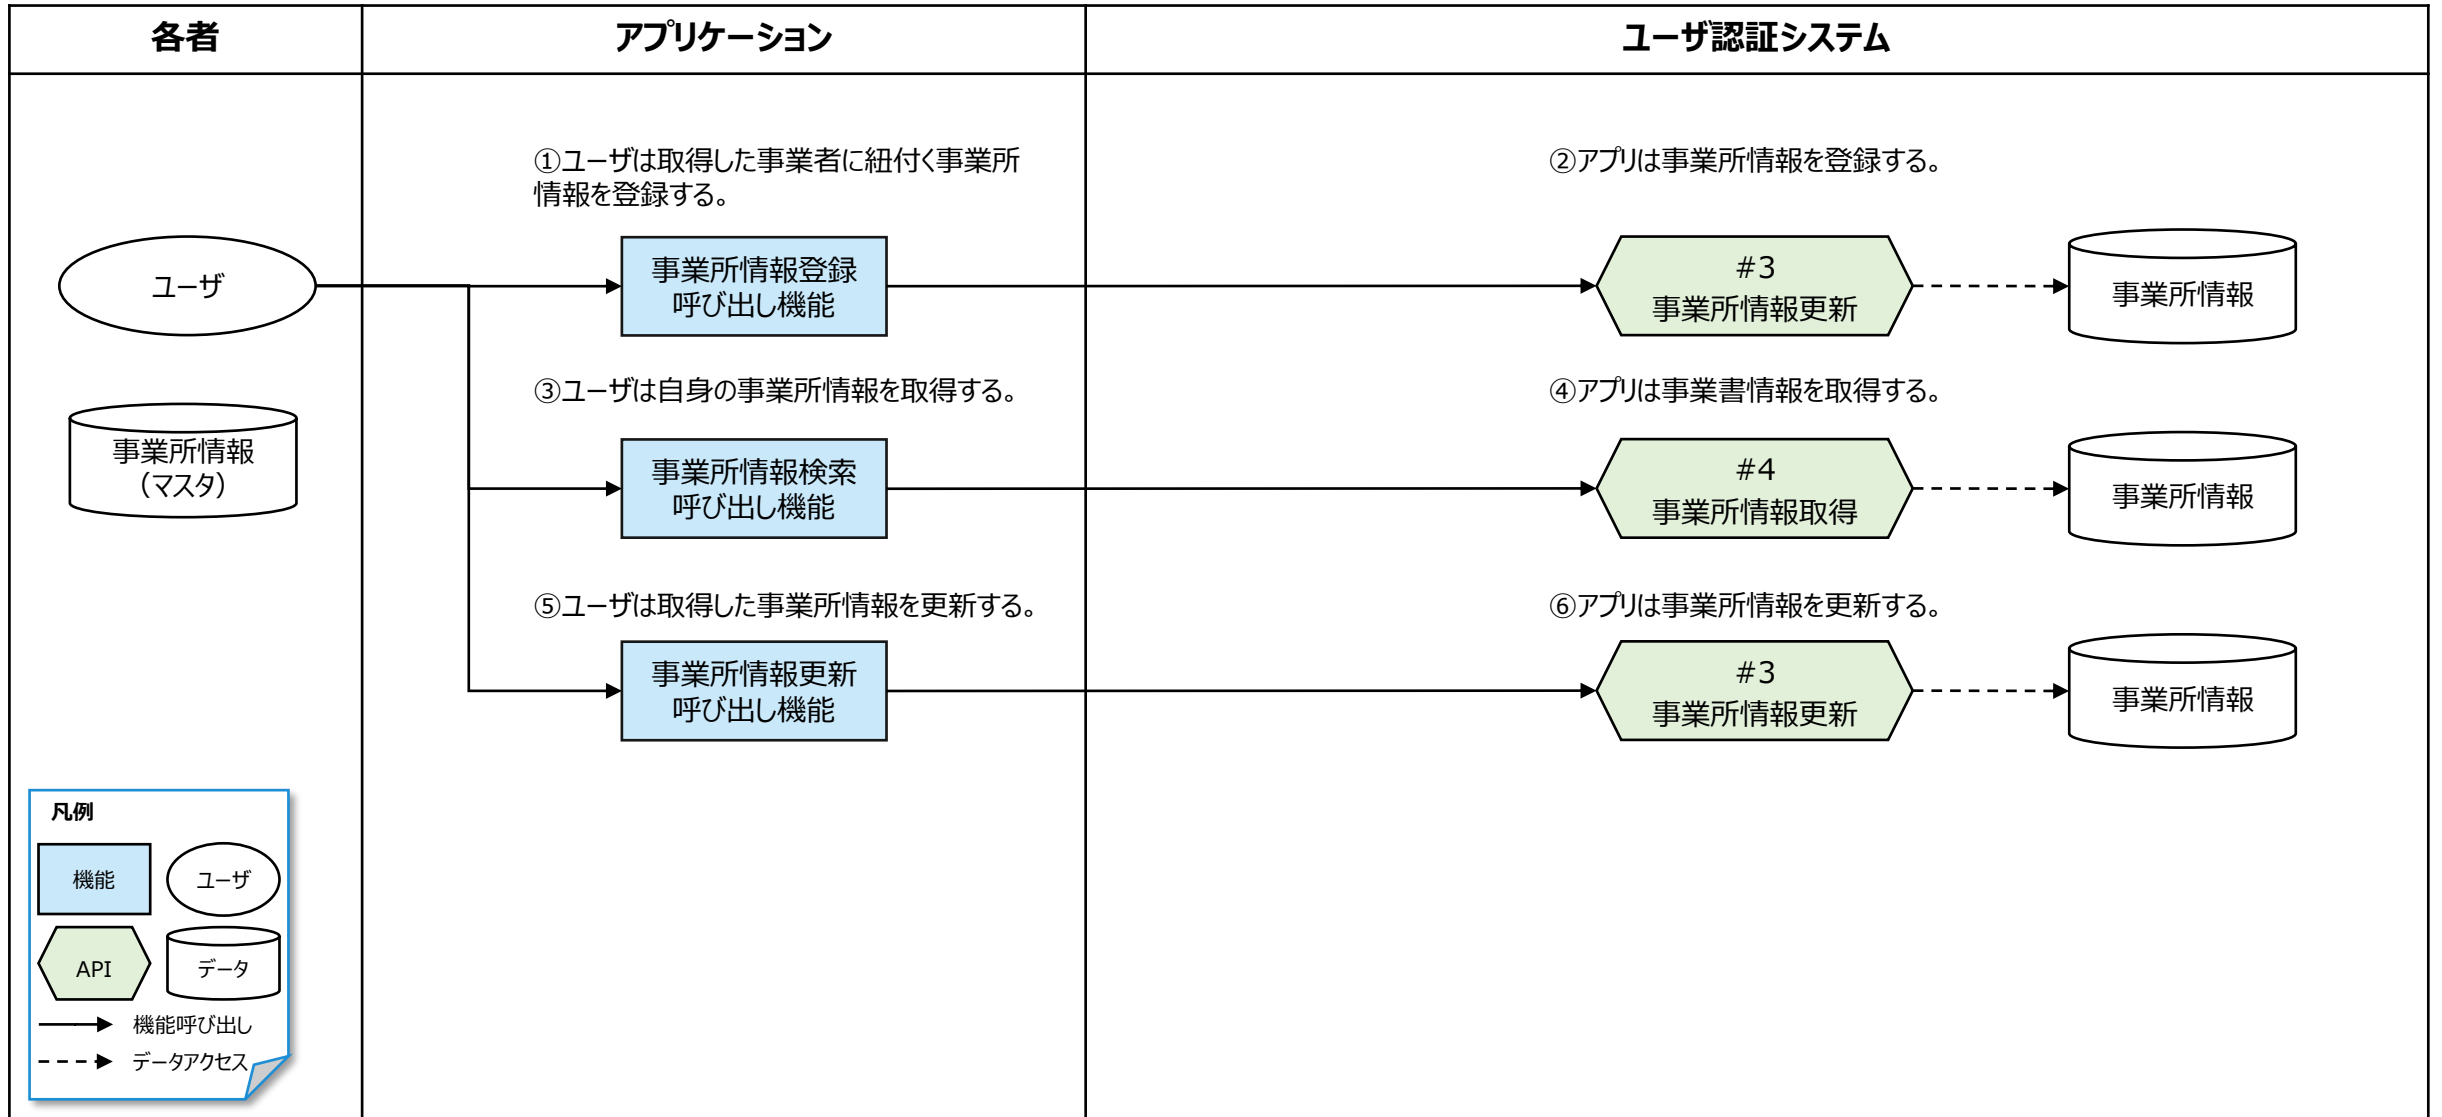 各者
アプリケーション
ユーザ認証システム
①ユーザは取得した事業者に紐付く事業所
情報を登録する。
②アプリは事業所情報を登録する。
ユーザ
事業所情報登録
呼び出し機能
#3
事業所情報更新
事業所情報
③ユーザは自身の事業所情報を取得する。
④アプリは事業書情報を取得する。
事業所情報
（マスタ）
事業所情報検索
呼び出し機能
#4
事業所情報取得
事業所情報
⑤ユーザは取得した事業所情報を更新する。
⑥アプリは事業所情報を更新する。
事業所情報更新
呼び出し機能
#3
事業所情報更新
事業所情報
凡例
機能
ユーザ
API
データ
機能呼び出し
データアクセス